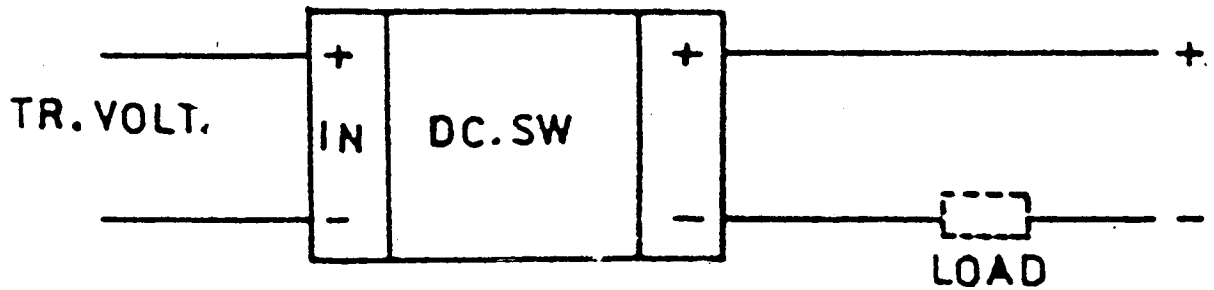 + + +
TR. VOLT. IN DC. SW
- - -
LOAD